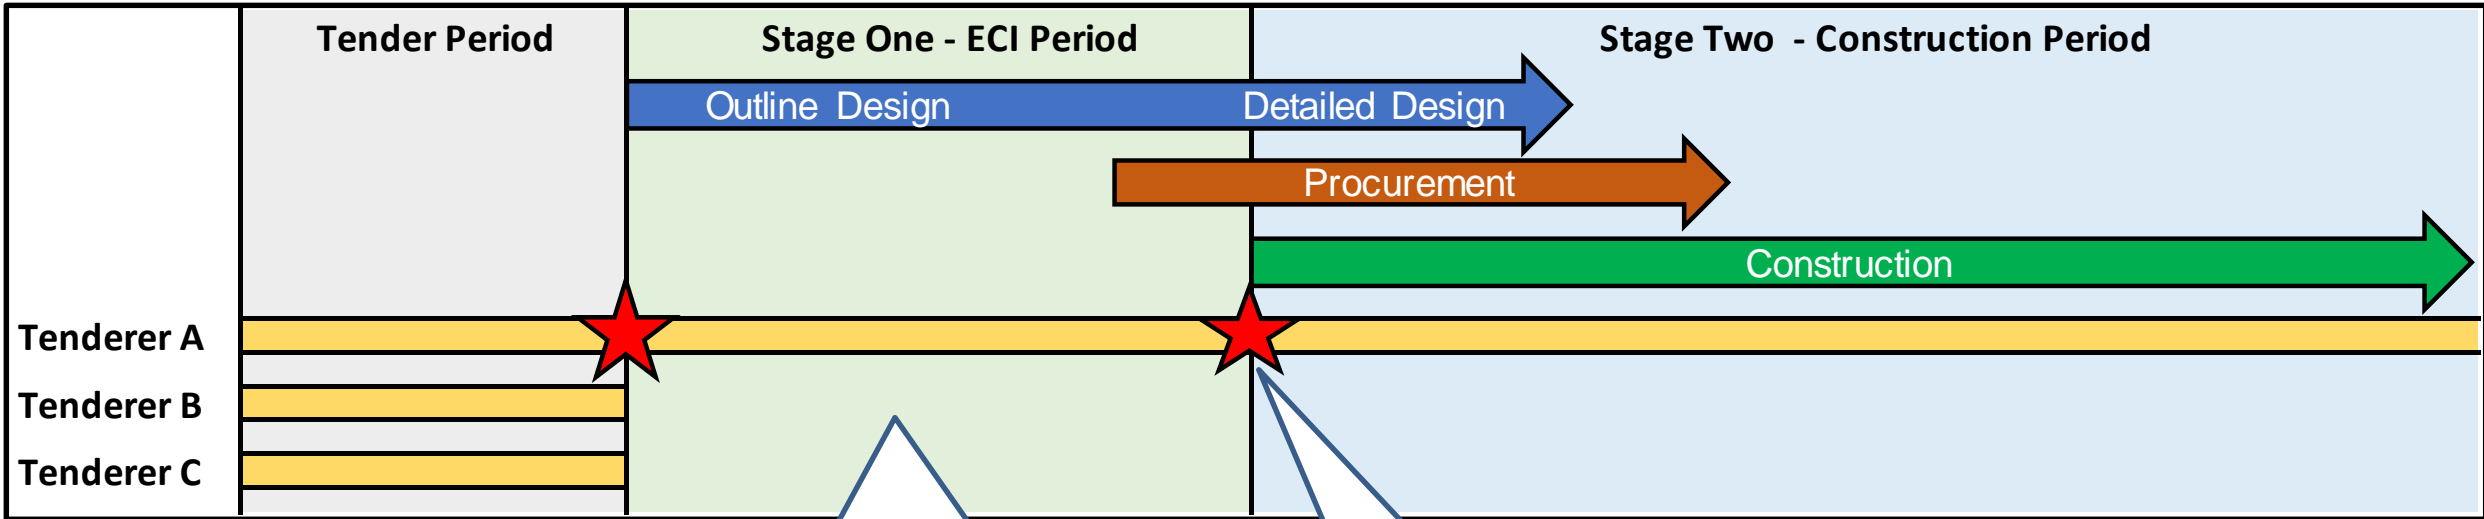 Tender Period
Stage One - ECI Period
Stage Two - Construction Period
Outline Design
Detailed Design
Procurement
Construction
Tenderer A
Tenderer B
Tenderer C